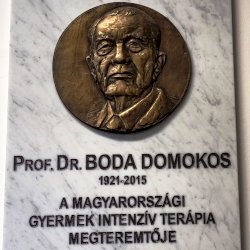 PROF. DR. BODA DOMOKOS
1921-2015
A MAGYARORSZÁGI
GYERMEK INTENZÍV TERÁPIA
MEGTEREMTŐJE